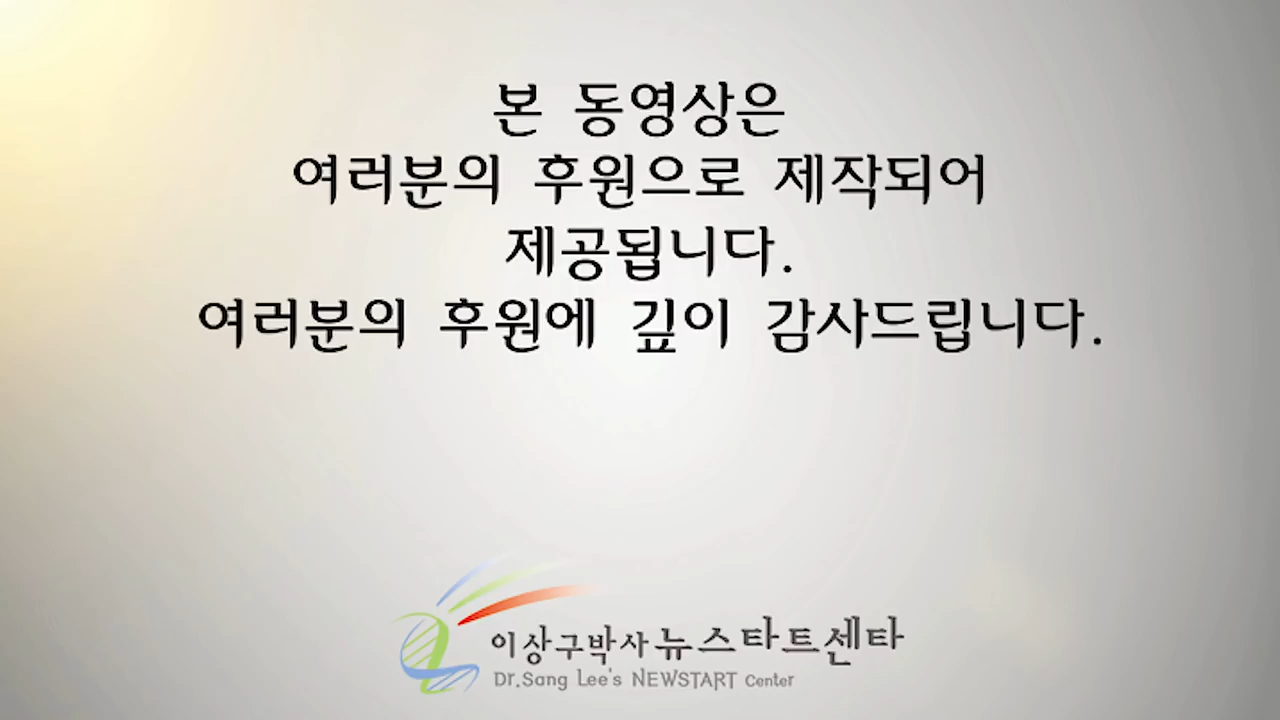 본 동영상은
여러분의 후원으로 제작되어
제공됩니다.
여러분의 후원에 깊이 감사드립니다.
이상구박사 뉴스타트센타
Dr.Sang Lee's NEWSTART Center